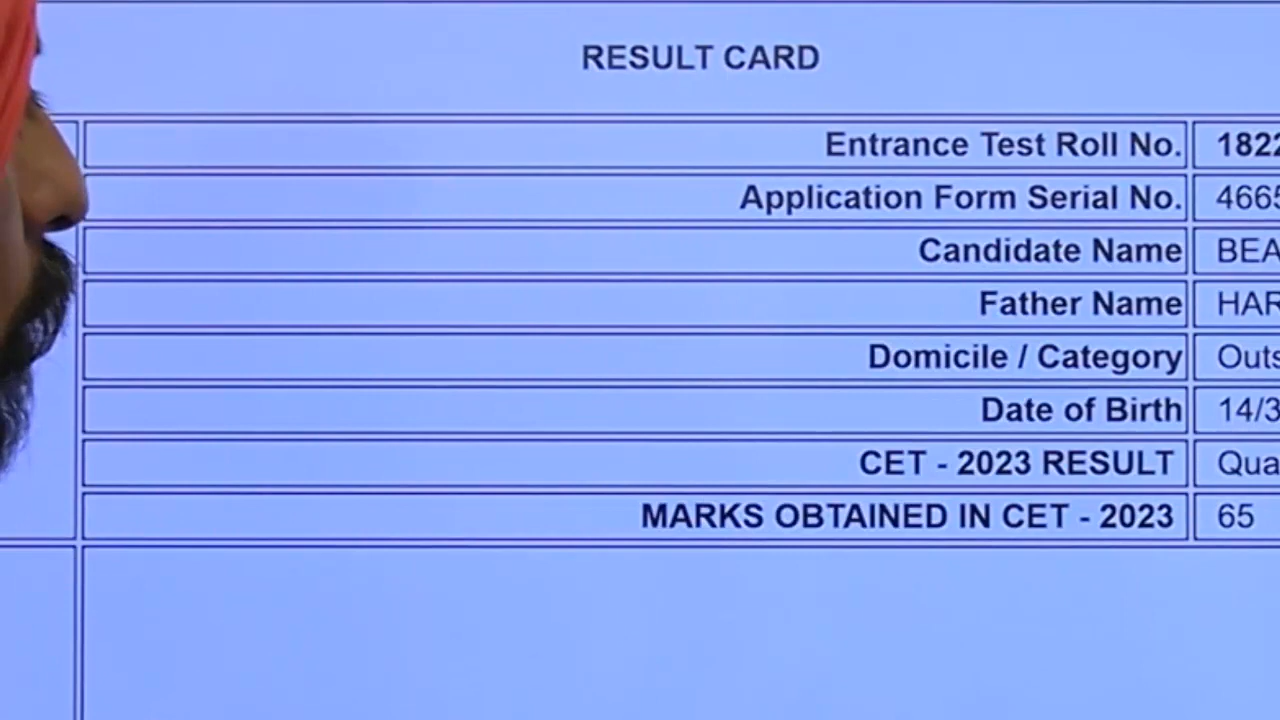 RESULT CARD
Entrance Test Roll No. 1822
Application Form Serial No. 4665
Candidate Name BEA
Father Name HAR
Domicile / Category Outs
Date of Birth 14/3
CET - 2023 RESULT Qua
MARKS OBTAINED IN CET - 2023 65